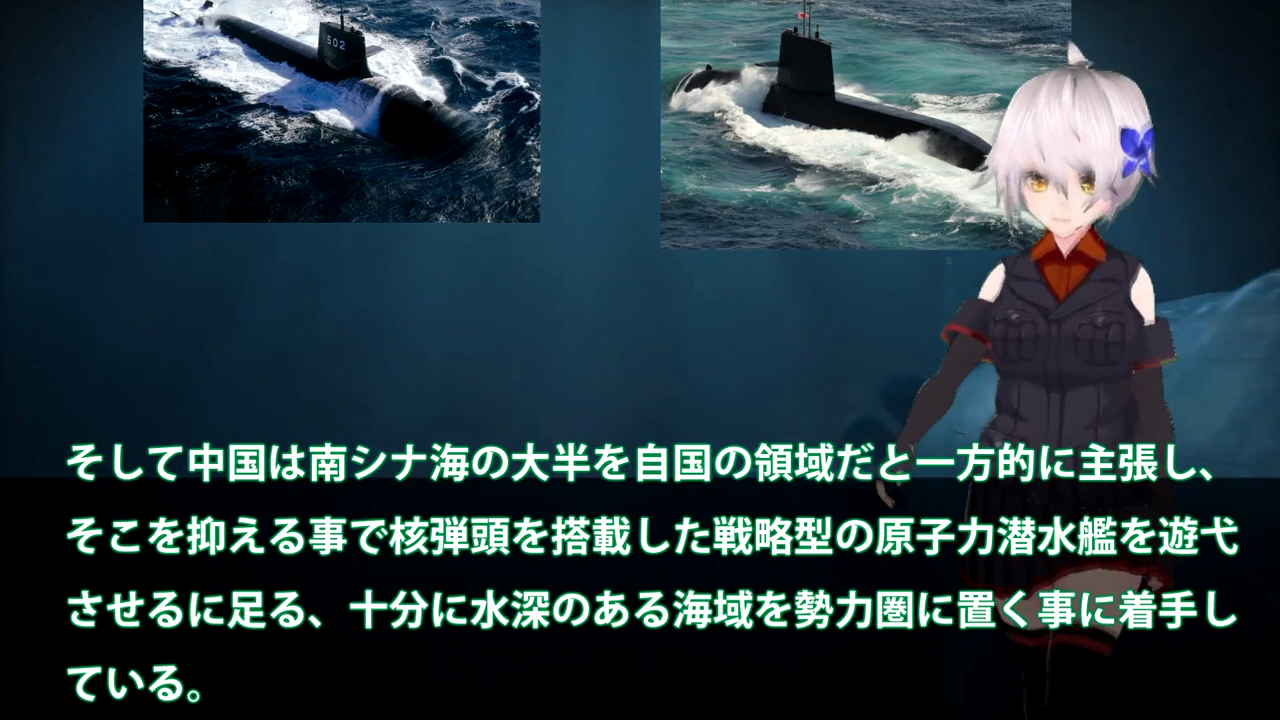 502
そして中国は南シナ海の大半を自国の領域だと一方的に主張し、
そこを抑える事で核弾頭を搭載した戦略型の原子力潜水艦を遊弋
させるに足る、十分に水深のある海域を勢力圏に置く事に着手し
ている。